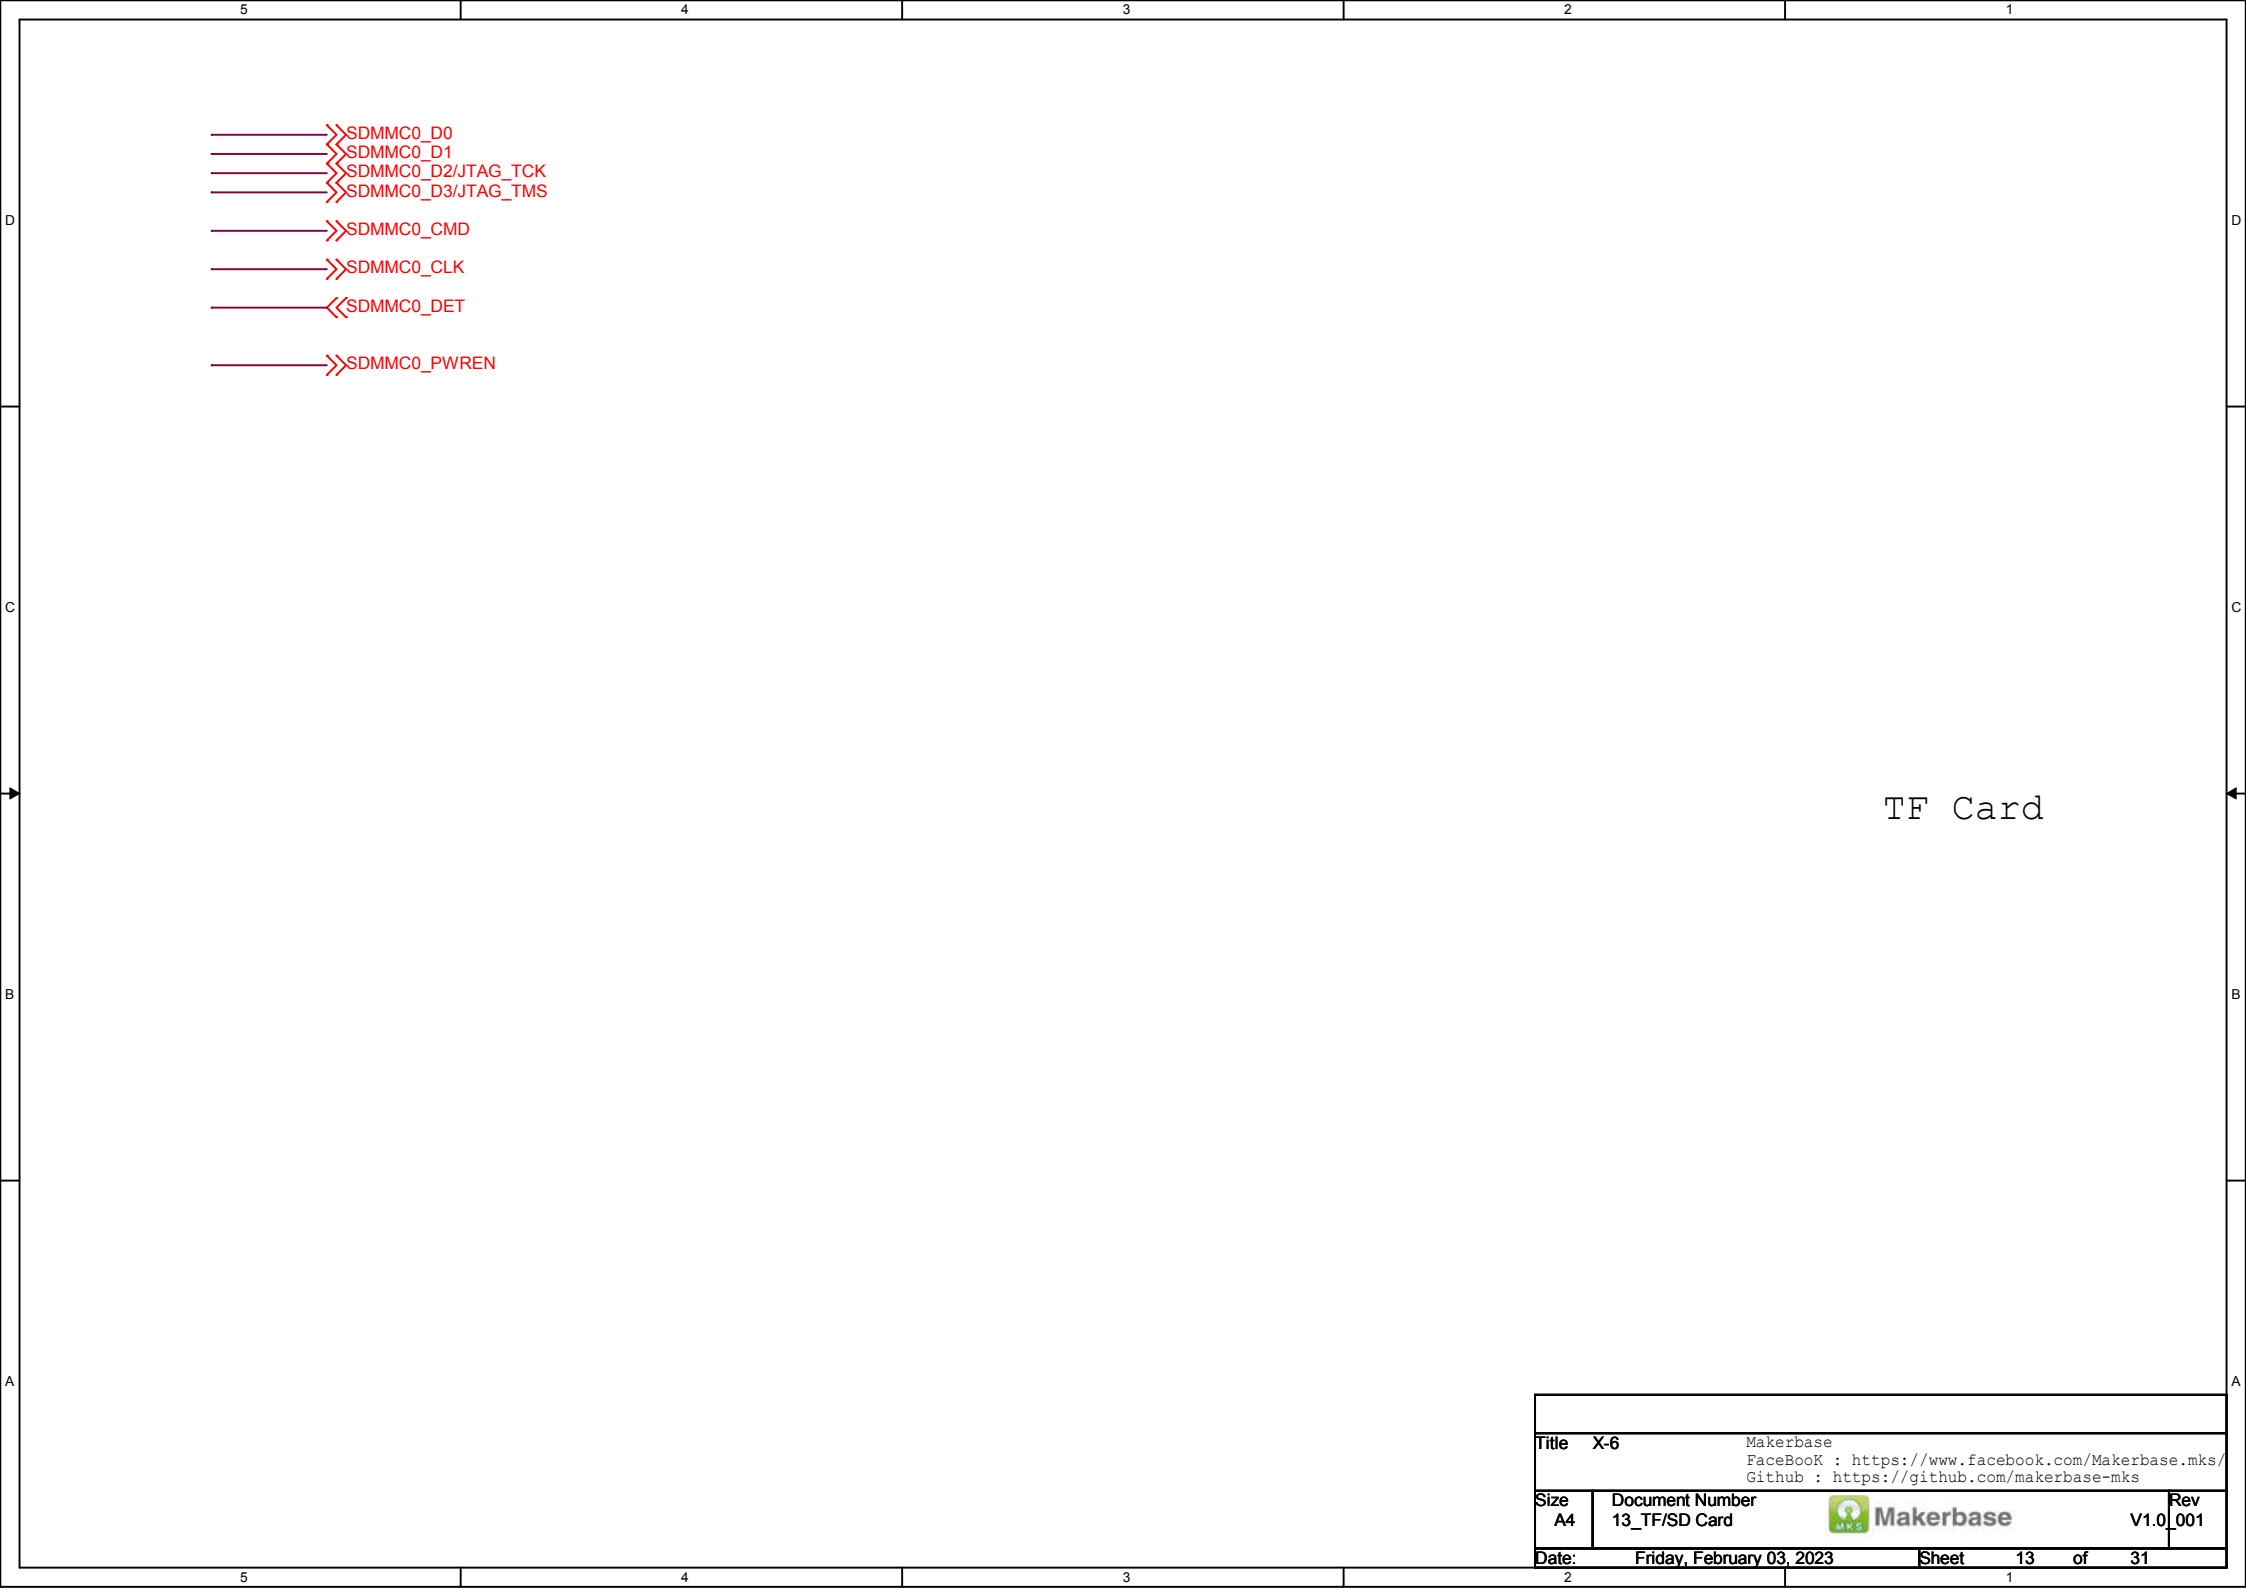 5 4 3 2 1
SDMMC0_D0
SDMMC0_D1
SDMMC0_D2/JTAG_TCK
SDMMC0_D3/JTAG_TMS
D D
SDMMC0_CMD
SDMMC0_CLK
SDMMC0_DET
SDMMC0_PWREN
C C
TF Card
B B
A A
Title X-6 Makerbase
FaceBooK : https://www.facebook.com/Makerbase.mks/
Github : https://github.com/makerbase-mks
Size Document Number Rev
A4 13_TF/SD Card MKS Makerbase V1.0_001
Date: Friday, February 03, 2023 Sheet 13 of 31
5 4 3 2 1